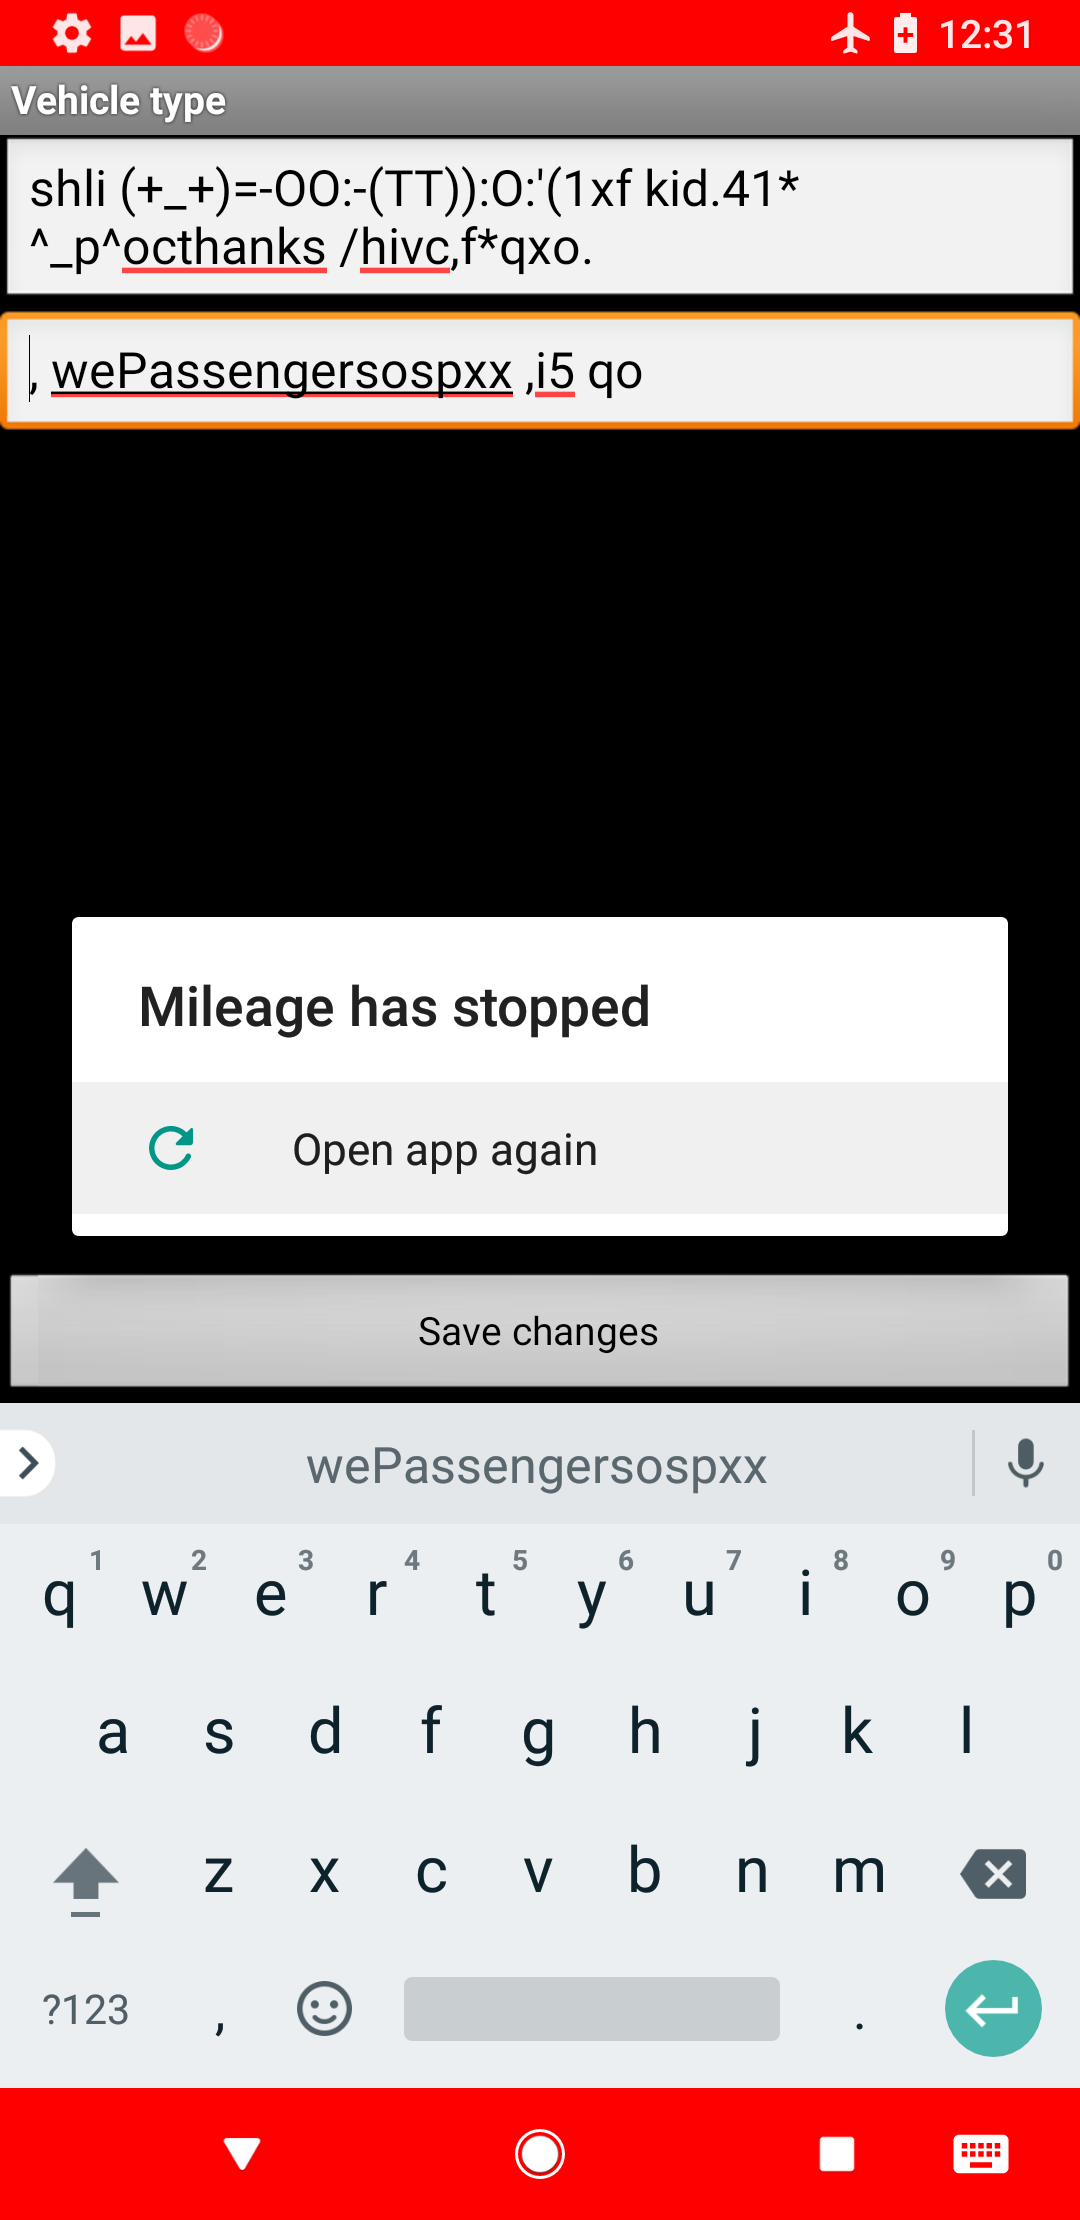 12:31
Vehicle type
shli (+_+)=-OO:-(TT)):O:'(1xf kid.41*
^_p^octhanks /hivc,f*qxo.
, wePassengersospxx ,i5 qo
Mileage has stopped
Open app again
Save changes
wePassengersospxx
1 2 3 4 5 6 7 8 9 0
q w e r t y u i o p
a s d f g h j k l
z x c v b n m
?123 , .